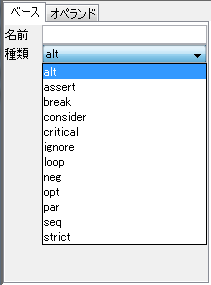 ベース オペランド
名前
種類 alt
alt
assert
break
consider
critical
ignore
loop
neg
opt
par
seq
strict